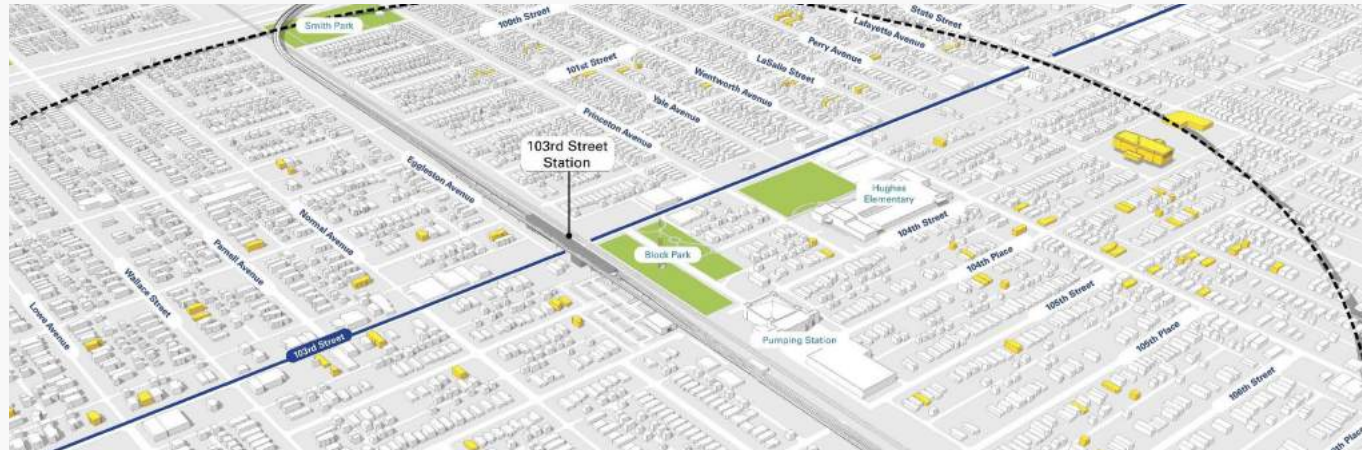 Smith Park
100th Street
State Street
Lafayette Avenue
Perry Avenue
LaSalle Street
101st Street
Wentworth Avenue
Yale Avenue
Princeton Avenue
103rd Street
Station
Eggleston Avenue
Hughes
Elementary
Normal Avenue
104th Street
Block Park
104th Place
Parnell Avenue
105th Street
Wallace Street
Lowe Avenue
103rd Street
Pumping Station
105th Place
106th Street
Place